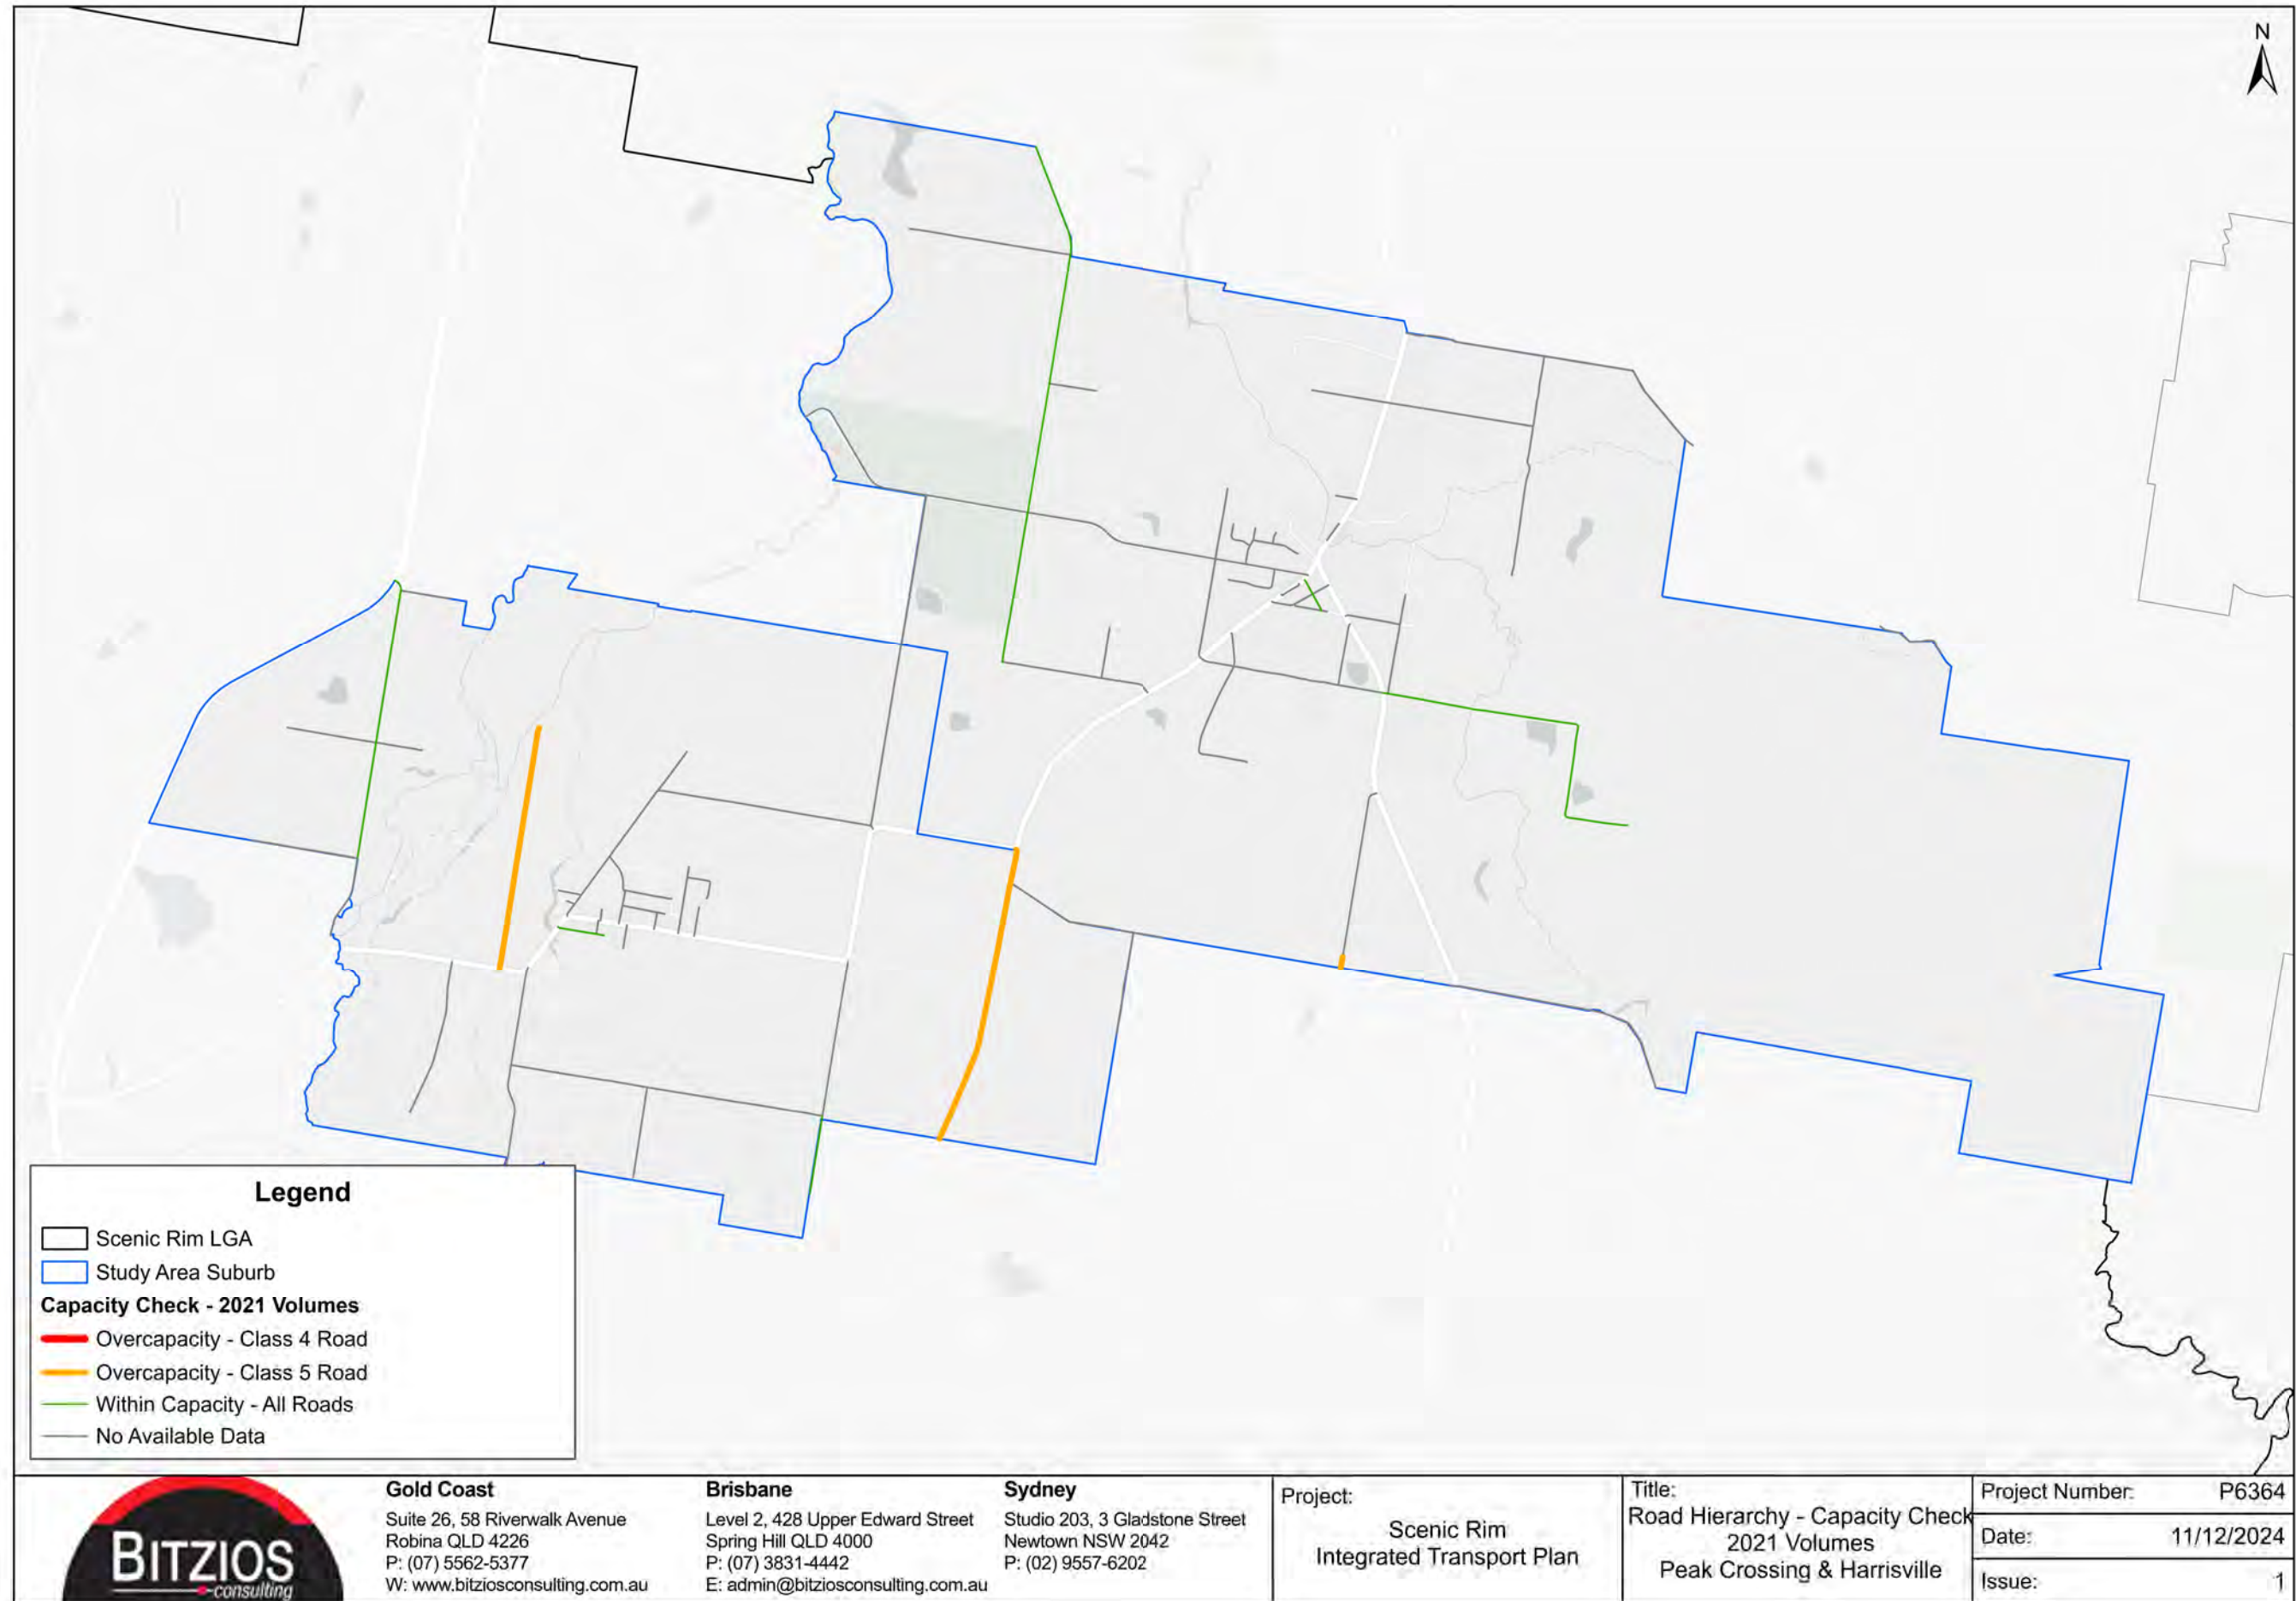 N
Legend
Scenic Rim LGA
Study Area Suburb
Capacity Check - 2021 Volumes
Overcapacity - Class 4 Road
Overcapacity - Class 5 Road
Within Capacity - All Roads
No Available Data
BITZIOS
consulting
Gold Coast
Suite 26, 58 Riverwalk Avenue
Robina QLD 4226
P: (07) 5562-5377
W: www.bitziosconsulting.com.au
Brisbane
Level 2, 428 Upper Edward Street
Spring Hill QLD 4000
P: (07) 3831-4442
E: admin@bitziosconsulting.com.au
Sydney
Studio 203, 3 Gladstone Street
Newtown NSW 2042
P: (02) 9557-6202
Project:
Scenic Rim
Integrated Transport Plan
Title:
Road Hierarchy - Capacity Check
2021 Volumes
Peak Crossing & Harrisville
Project Number: P6364
Date: 11/12/2024
Issue: 1